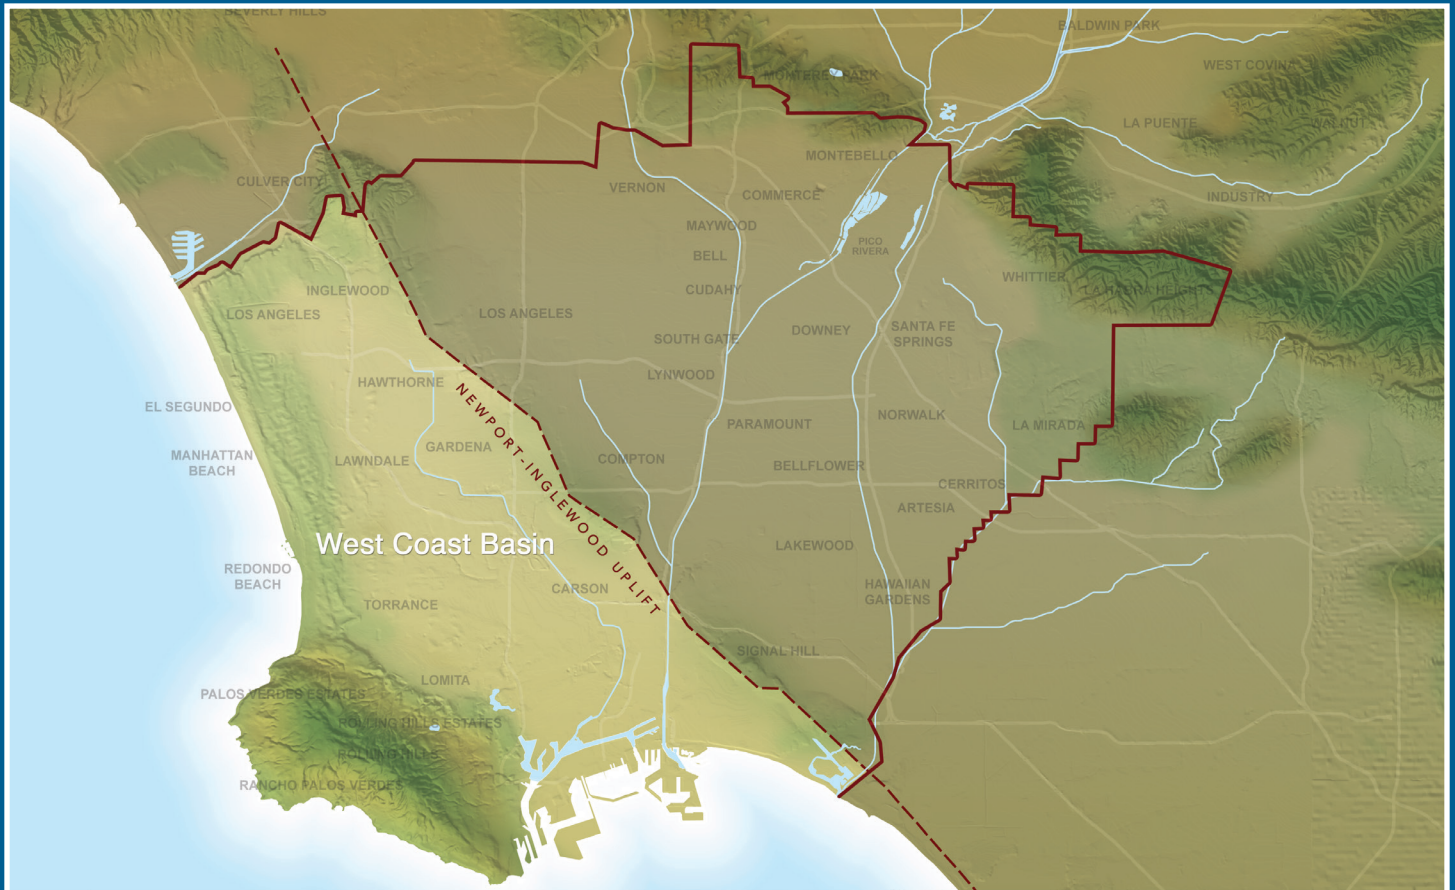 BEVERLY HILLS
BALDWIN PARK
WEST COVINA
MONTEREY PARK
LA PUENTE
WALNUT
MONTEBELLO
CULVER CITY
VERNON
COMMERCE
INDUSTRY
MAYWOOD
PICO
RIVERA
BELL
WHITTIER
INGLEWOOD
CUDAHY
LA HABRA HEIGHTS
LOS ANGELES
LOS ANGELES
SOUTH GATE
DOWNEY
SANTA FE
SPRINGS
HAWTHORNE
LYNWOOD
EL SEGUNDO
NEWPORT-INGLEWOOD UPLIFT
PARAMOUNT
NORWALK
LA MIRADA
MANHATTAN
BEACH
LAWNDALE
GARDENA
COMPTON
BELLFLOWER
CERRITOS
ARTESIA
West Coast Basin
LAKEWOOD
REDONDO
BEACH
TORRANCE
CARSON
HAWAIIAN
GARDENS
SIGNAL HILL
LOMITA
PALOS VERDES ESTATES
ROLLING HILLS ESTATES
ROLLING HILLS
RANCHO PALOS VERDES